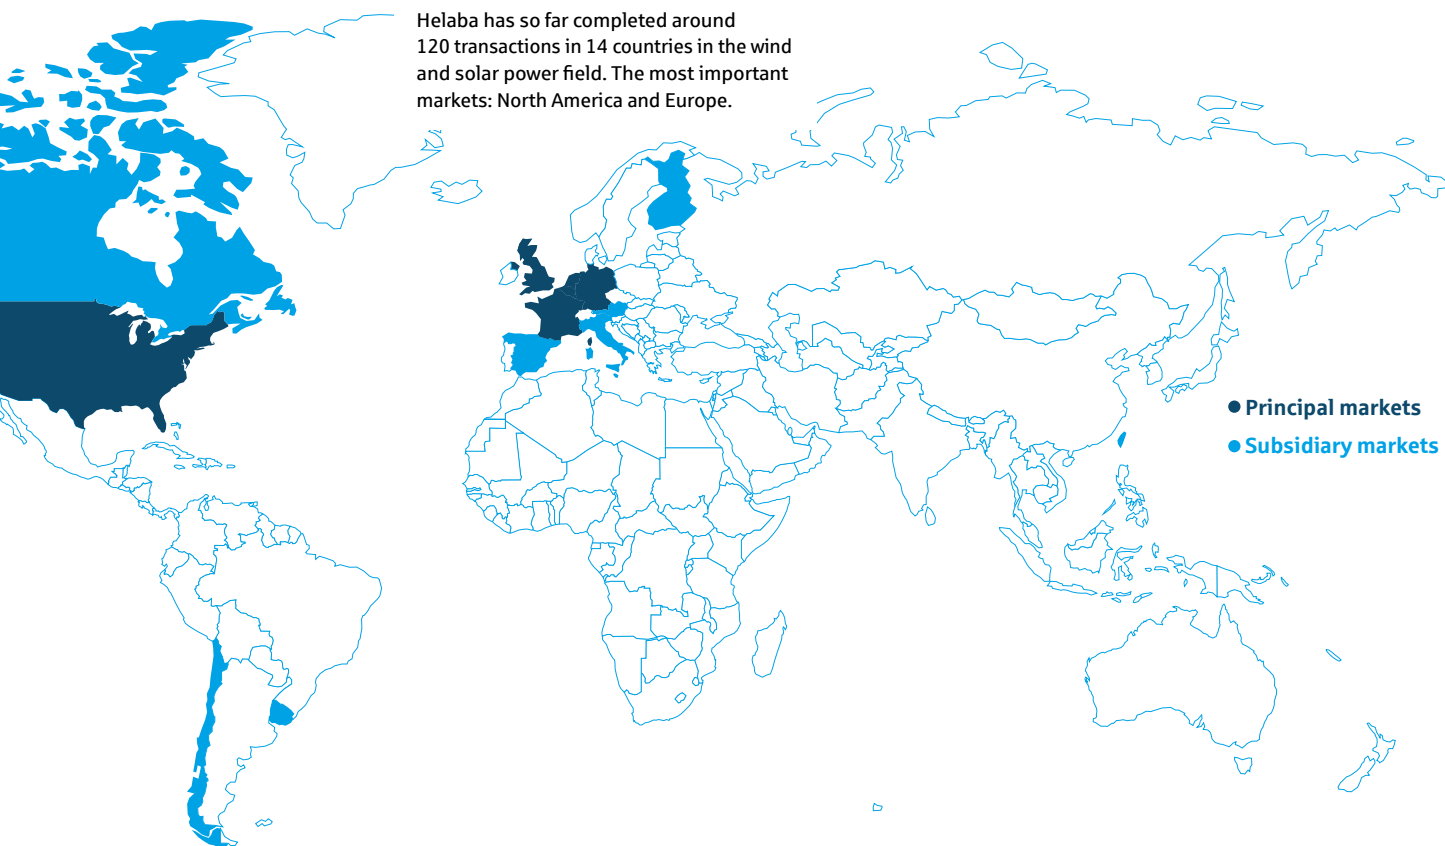 Helaba has so far completed around
120 transactions in 14 countries in the wind
and solar power field. The most important
markets: North America and Europe.
Principal markets
Subsidiary markets